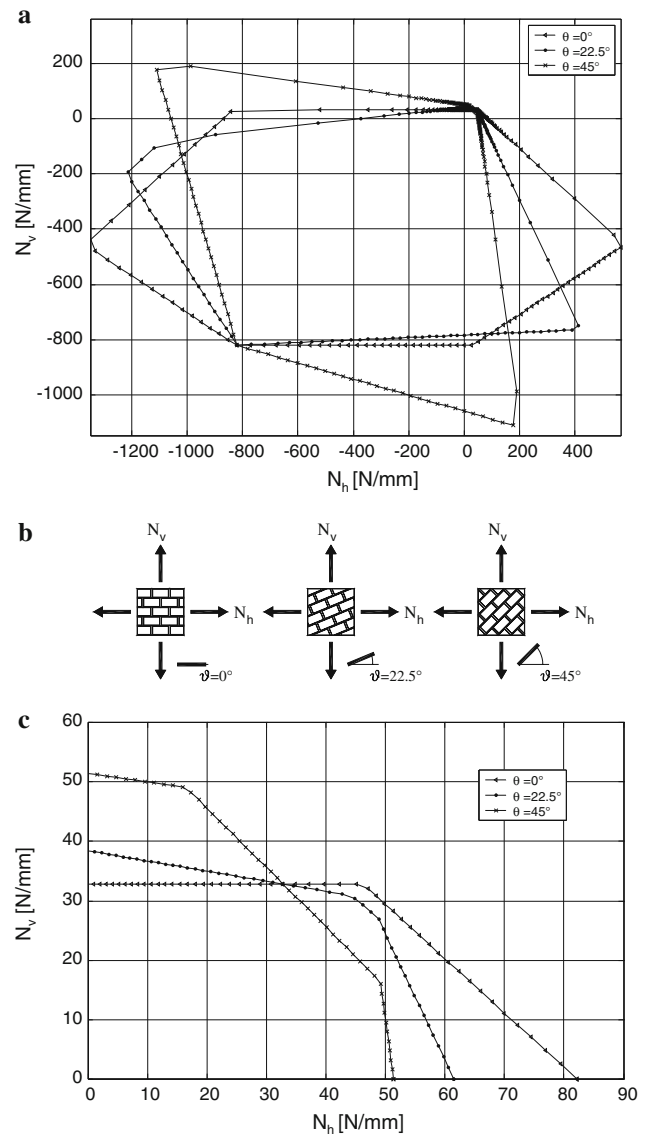 a
θ =0°
θ =22.5°
θ =45°
200
0
-200
-400
-600
-800
-1000
N_v [N/mm]
-1200 -1000 -800 -600 -400 -200 0 200 400
N_h [N/mm]
b
N_v N_v N_v
N_h N_h N_h
ϑ=0° ϑ=22.5° ϑ=45°
c
60
50
40
30
20
10
0
N_v [N/mm]
θ =0°
θ =22.5°
θ =45°
0 10 20 30 40 50 60 70 80 90
N_h [N/mm]